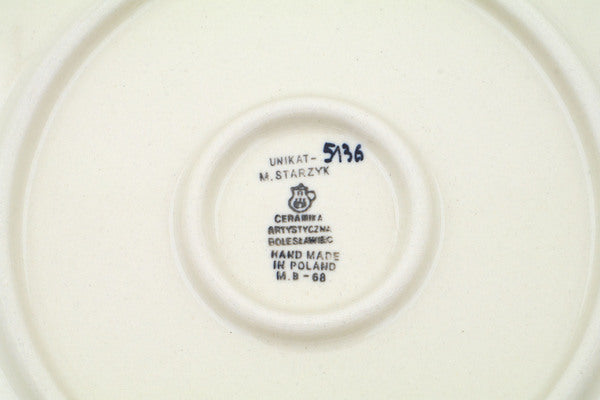 UNIKAT- 5136
M. STARZYK
CERAMIKA
ARTYSTYCZNA
BOLESŁAWIEC
HAND MADE
IN POLAND
M.B - 68